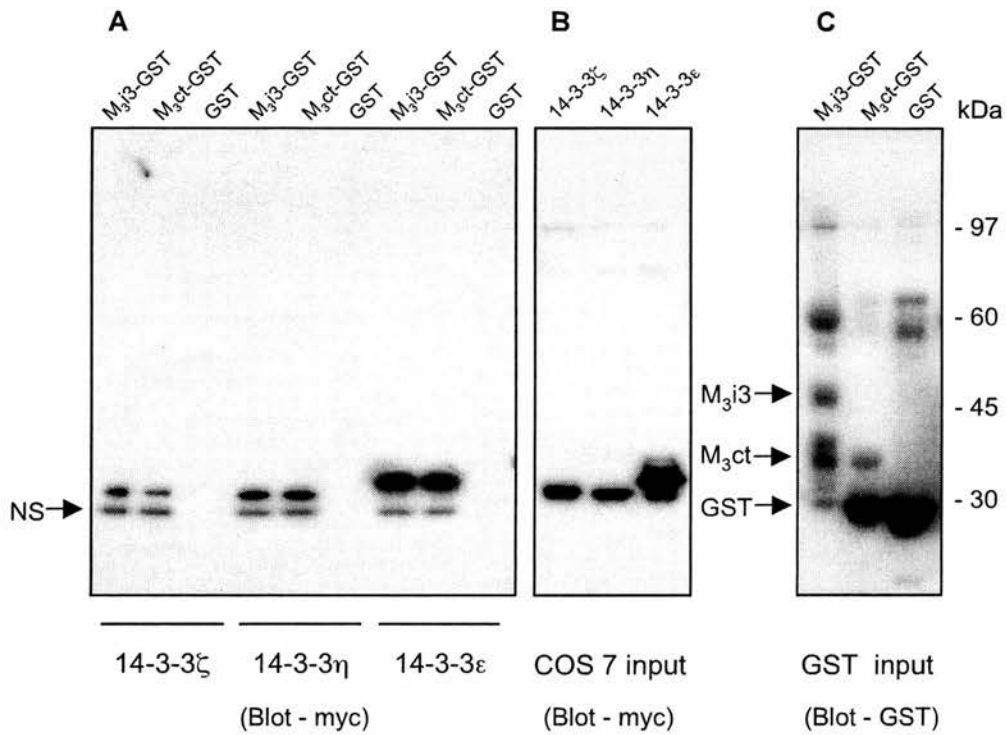 A
B
C
M₃i3-GST
M₃ct-GST
GST
M₃i3-GST
M₃ct-GST
GST
M₃i3-GST
M₃ct-GST
GST
14-3-3ζ
14-3-3η
14-3-3ε
M₃i3-GST
M₃ct-GST
GST
kDa
- 97
- 60
M₃i3
- 45
M₃ct
NS
GST
- 30
14-3-3ζ
14-3-3η
14-3-3ε
COS 7 input
GST input
(Blot - myc)
(Blot - myc)
(Blot - GST)